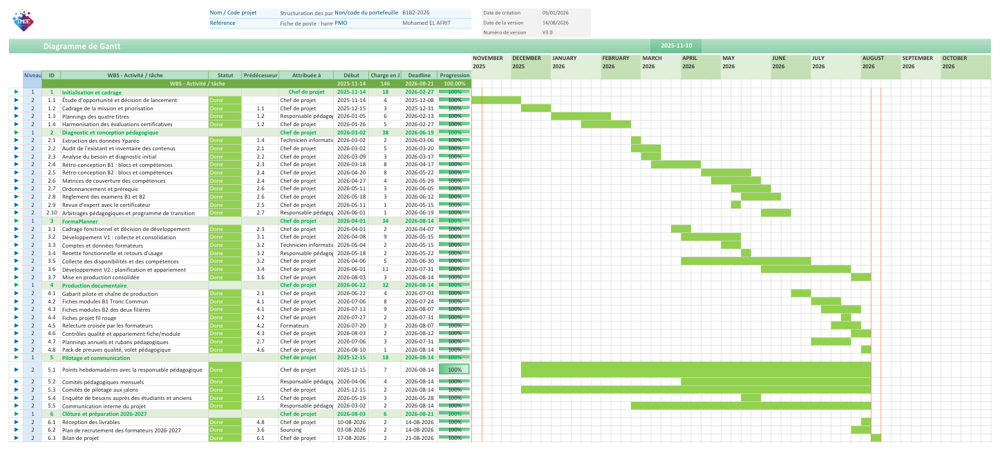 IMIE
Nom / Code projet Structuration des par Non/code du portefeuille B1B2-2026
Référence Fiche de poste : harm PMO Mohamed EL AFRIT
Date de création 05/01/2026
Date de la version 14/08/2026
Numéro de version V3.0
Diagramme de Gantt 2025-11-10
NOVEMBER DECEMBER JANUARY FEBRUARY MARCH APRIL MAY JUNE JULY AUGUST SEPTEMBER OCTOBER
2025 2025 2026 2026 2026 2026 2026 2026 2026 2026 2026 2026
Niveau ID WBS - Activité / tâche Statut Prédécesseur Attribuée à Début Charge en J Deadline Progression
WBS - Activité / tâche 2025-11-14 146 2026-08-21 100.00%
1 1 Initialisation et cadrage Chef de projet 2025-11-14 18 2026-02-27 100%
2 1.1 Étude d'opportunité et décision de lancement Done Chef de projet 2025-11-14 4 2025-12-08 100%
2 1.2 Cadrage de la mission et priorisation Done 1.1 Chef de projet 2025-12-15 3 2025-12-31 100%
2 1.3 Plannings des quatre titres Done 1.2 Responsable pédagog 2026-01-05 6 2026-02-13 100%
2 1.4 Harmonisation des évaluations certificatives Done 1.2 Chef de projet 2026-01-26 5 2026-02-27 100%
1 2 Diagnostic et conception pédagogique Chef de projet 2026-03-02 38 2026-06-19 100%
2 2.1 Extraction des données Yparéo Done 1.4 Technicien informatic 2026-03-02 2 2026-03-06 100%
2 2.2 Audit de l'existant et inventaire des contenus Done 2.1 Chef de projet 2026-03-02 5 2026-03-20 100%
2 2.3 Analyse du besoin et diagnostic initial Done 2.2 Chef de projet 2026-03-09 3 2026-03-17 100%
2 2.4 Rétro-conception B1 : blocs et compétences Done 2.3 Chef de projet 2026-03-18 8 2026-04-17 100%
2 2.5 Rétro-conception B2 : blocs et compétences Done 2.4 Chef de projet 2026-04-20 8 2026-05-22 100%
2 2.6 Matrices de couverture des compétences Done 2.4 Chef de projet 2026-04-27 4 2026-05-29 100%
2 2.7 Ordonnancement et prérequis Done 2.6 Chef de projet 2026-05-11 3 2026-06-05 100%
2 2.8 Règlement des examens B1 et B2 Done 2.6 Chef de projet 2026-05-18 3 2026-06-12 100%
2 2.9 Revue d'expert avec le certificateur Done 2.5 Chef de projet 2026-05-11 1 2026-05-15 100%
2 2.10 Arbitrages pédagogiques et programme de transition Done 2.7 Responsable pédagog 2026-06-01 1 2026-06-19 100%
1 3 FormaPlanner Chef de projet 2026-04-01 34 2026-08-14 100%
2 3.1 Cadrage fonctionnel et décision de développement Done 2.3 Chef de projet 2026-04-01 2 2026-04-07 100%
2 3.2 Développement V1 : collecte et consolidation Done 3.1 Chef de projet 2026-04-08 9 2026-05-15 100%
2 3.3 Comptes et données formateurs Done 3.2 Technicien informatic 2026-05-04 2 2026-05-15 100%
2 3.4 Recette fonctionnelle et retours d'usage Done 3.2 Responsable pédagog 2026-05-18 2 2026-05-22 100%
2 3.5 Collecte des disponibilités et des compétences Done 3.2 Chef de projet 2026-04-06 5 2026-06-30 100%
2 3.6 Développement V2 : planification et appariement Done 3.4 Chef de projet 2026-06-01 11 2026-07-31 100%
2 3.7 Mise en production consolidée Done 3.6 Chef de projet 2026-08-03 3 2026-08-14 100%
1 4 Production documentaire Chef de projet 2026-06-22 32 2026-08-14 100%
2 4.1 Gabarit pilote et chaîne de production Done 2.1 Chef de projet 2026-06-22 4 2026-07-03 100%
2 4.2 Fiches modules B1 Tronc Commun Done 4.1 Chef de projet 2026-07-06 8 2026-07-24 100%
2 4.3 Fiches modules B2 des deux filières Done 4.1 Chef de projet 2026-07-13 9 2026-08-07 100%
2 4.4 Fiches projet fil rouge Done 4.2 Chef de projet 2026-07-27 2 2026-07-31 100%
2 4.5 Relecture croisée par les formateurs Done 4.2 Formateurs 2026-07-20 3 2026-08-07 100%
2 4.6 Contrôles qualité et appariement fiche/module Done 4.3 Chef de projet 2026-08-03 2 2026-08-12 100%
2 4.7 Plannings annuels et rubans pédagogiques Done 2.7 Chef de projet 2026-07-06 3 2026-07-31 100%
2 4.8 Pack de preuves qualité, volet pédagogique Done 4.6 Chef de projet 2026-08-10 1 2026-08-14 100%
1 5 Pilotage et communication Chef de projet 2025-12-15 18 2026-08-14 100%
2 5.1 Points hebdomadaires avec la responsable pédagogique Done Chef de projet 2025-12-15 7 2026-08-14 100%
2 5.2 Comités pédagogiques mensuels Done Responsable pédagog 2026-04-06 4 2026-08-14 100%
2 5.3 Comités de pilotage aux jalons Done Chef de projet 2025-12-15 2 2026-08-14 100%
2 5.4 Enquête de besoins auprès des étudiants et anciens Done 2.5 Chef de projet 2026-05-19 3 2026-05-28 100%
2 5.5 Communication interne du projet Done Responsable pédagog 2026-03-02 2 2026-08-14 100%
1 6 Clôture et préparation 2026-2027 Chef de projet 2026-08-03 6 2026-08-21 100%
2 6.1 Réception des livrables Done 4.8 Chef de projet 10-08-2026 2 14-08-2026 100%
2 6.2 Plan de recrutement des formateurs 2026-2027 Done 3.6 Sourcing 03-08-2026 2 14-08-2026 100%
2 6.3 Bilan de projet Done 6.1 Chef de projet 17-08-2026 2 21-08-2026 100%